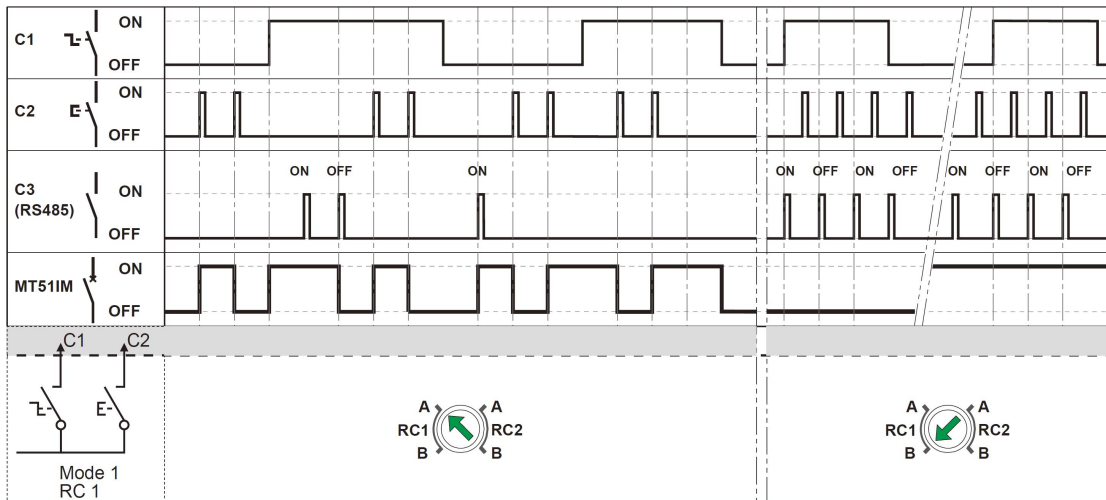 C1
ON
OFF
C2
ON
OFF
C3
(RS485)
ON
OFF
ON OFF ON
ON OFF ON OFF ON OFF ON OFF
MT51IM
ON
OFF
C1 C2
Mode 1
RC 1
A A
RC1 RC2
B B
A A
RC1 RC2
B B